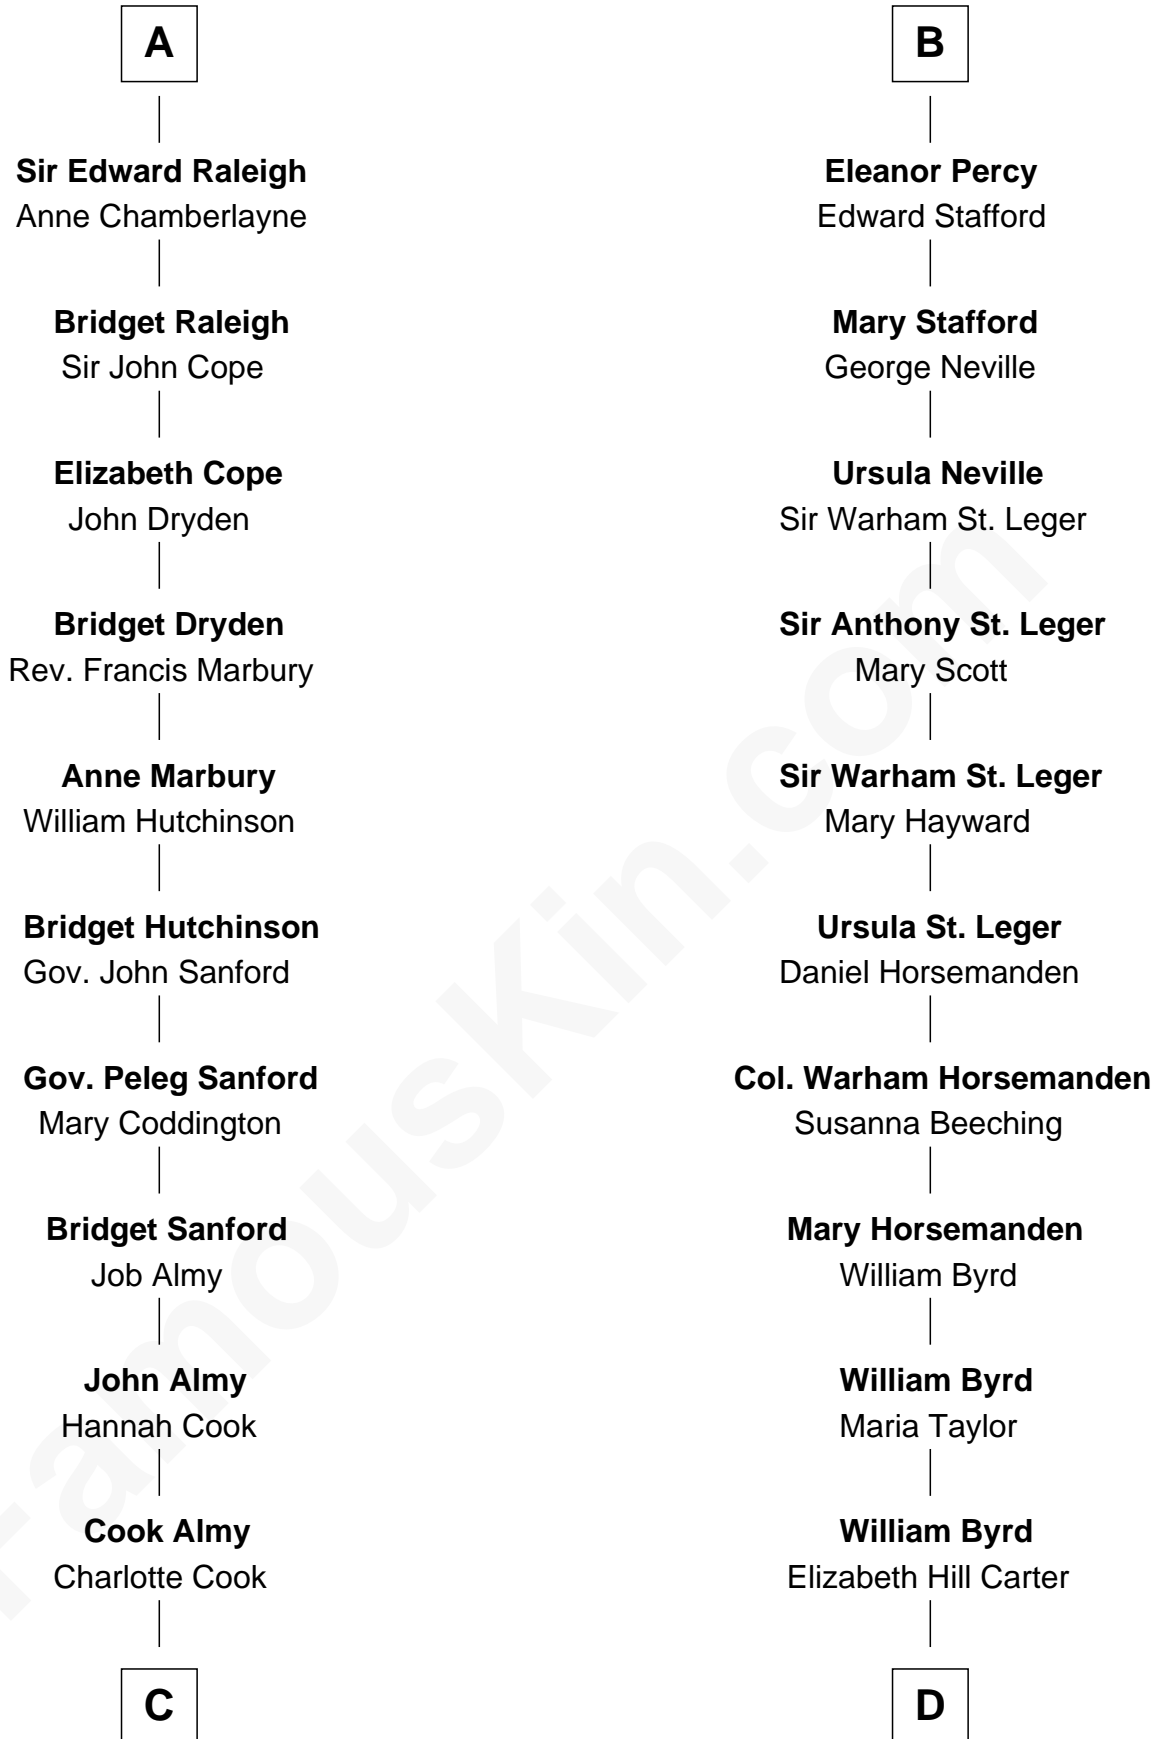 A
Sir Edward Raleigh
Anne Chamberlayne
Bridget Raleigh
Sir John Cope
Elizabeth Cope
John Dryden
Bridget Dryden
Rev. Francis Marbury
Anne Marbury
William Hutchinson
Bridget Hutchinson
Gov. John Sanford
Gov. Peleg Sanford
Mary Coddington
Bridget Sanford
Job Almy
John Almy
Hannah Cook
Cook Almy
Charlotte Cook
C
B
Eleanor Percy
Edward Stafford
Mary Stafford
George Neville
Ursula Neville
Sir Warham St. Leger
Sir Anthony St. Leger
Mary Scott
Sir Warham St. Leger
Mary Hayward
Ursula St. Leger
Daniel Horsemanden
Col. Warham Horsemanden
Susanna Beeching
Mary Horsemanden
William Byrd
William Byrd
Maria Taylor
William Byrd
Elizabeth Hill Carter
D
FamousKin.com